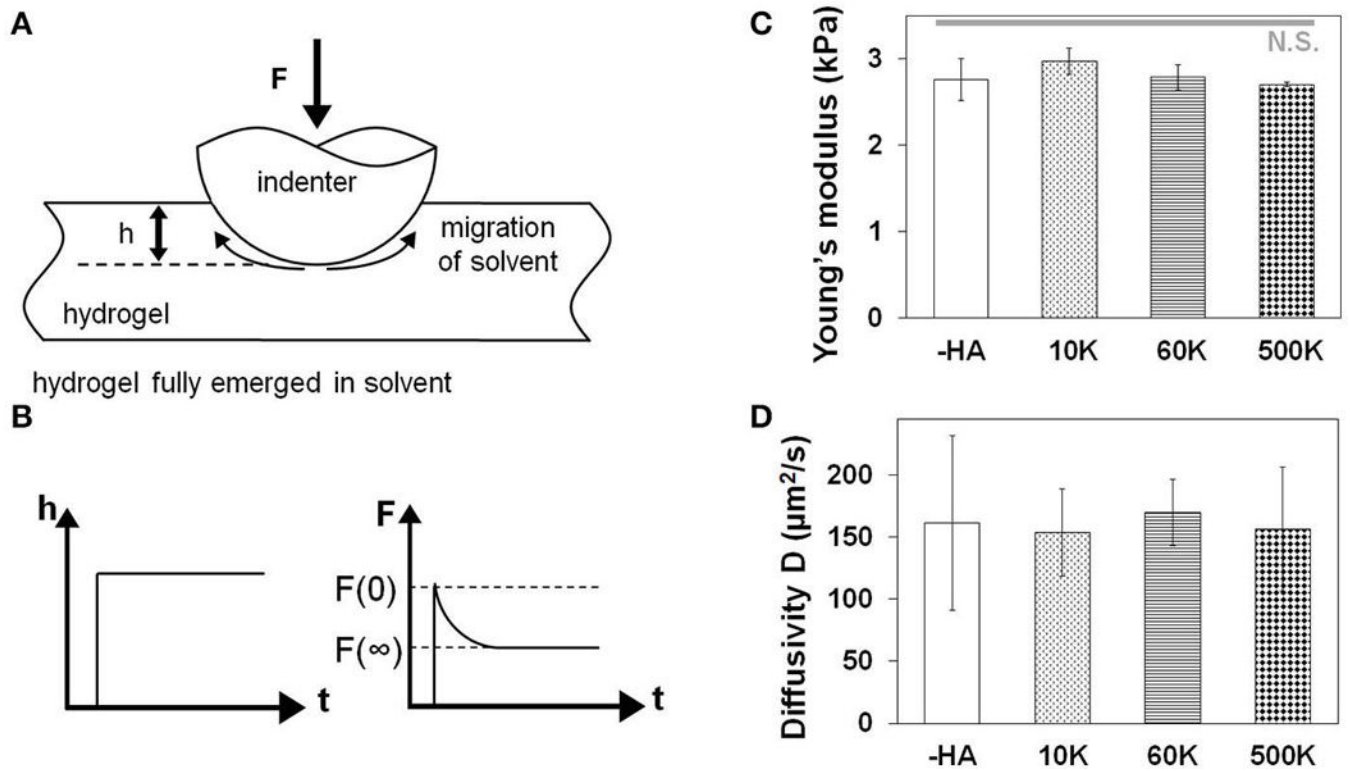 A
F
indenter
h
migration
of solvent
hydrogel
hydrogel fully emerged in solvent
B
h
t
F
F(0)
F(∞)
t
C
Young's modulus (kPa)
N.S.
3
2
1
0
-HA 10K 60K 500K
D
Diffusivity D (µm²/s)
200
150
100
50
0
-HA 10K 60K 500K